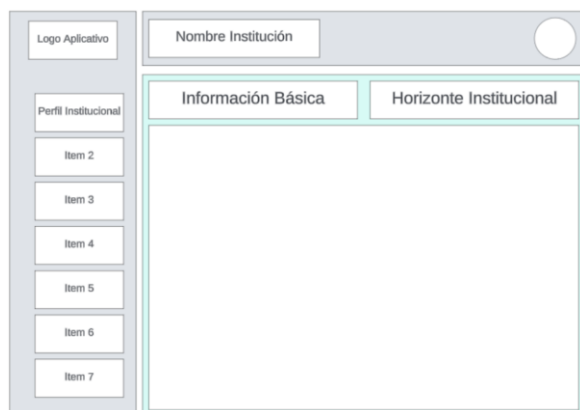 Logo Aplicativo
Nombre Institución
Perfil Institucional
Item 2
Item 3
Item 4
Item 5
Item 6
Item 7
Información Básica
Horizonte Institucional